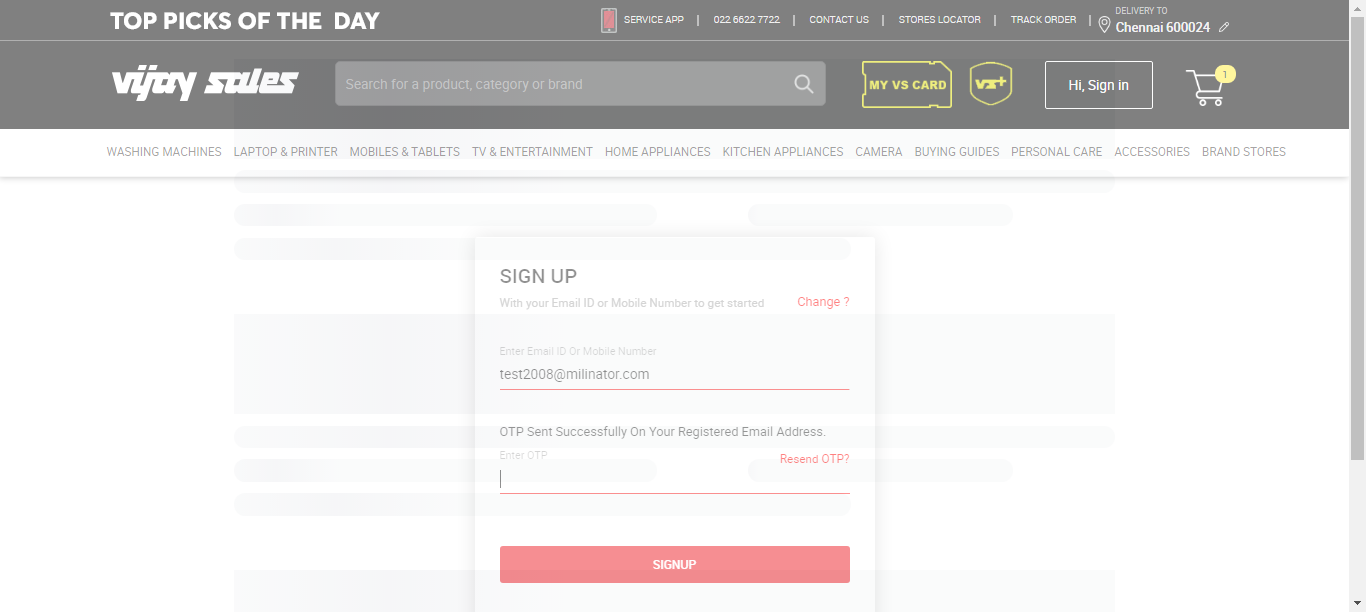 TOP PICKS OF THE DAY
SERVICE APP | 022 6622 7722 | CONTACT US | STORES LOCATOR | TRACK ORDER |
DELIVERY TO
Chennai 600024
vijay sales
Search for a product, category or brand
MY VS CARD
VS+
Hi, Sign in
1
WASHING MACHINES LAPTOP & PRINTER MOBILES & TABLETS TV & ENTERTAINMENT HOME APPLIANCES KITCHEN APPLIANCES CAMERA BUYING GUIDES PERSONAL CARE ACCESSORIES BRAND STORES
SIGN UP
With your Email ID or Mobile Number to get started
Change ?
Enter Email ID Or Mobile Number
test2008@milinator.com
OTP Sent Successfully On Your Registered Email Address.
Enter OTP
Resend OTP?
SIGNUP